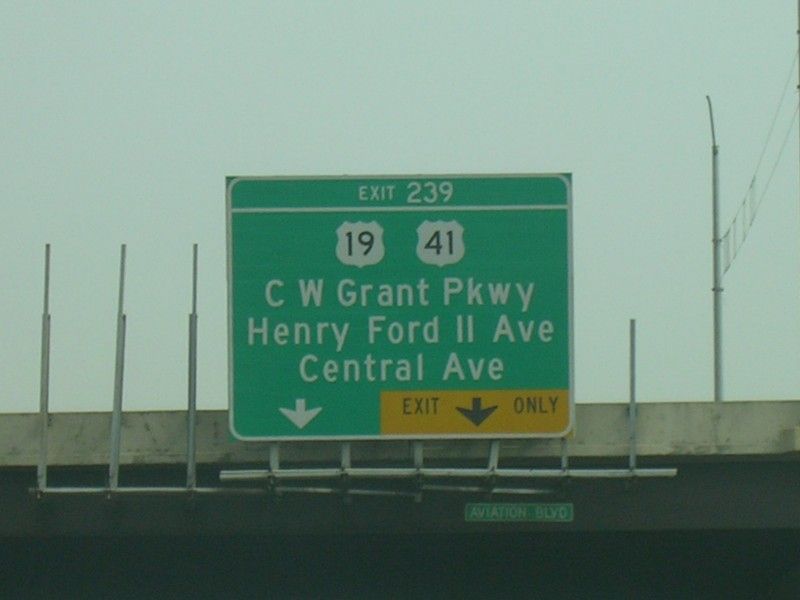 EXIT 239
19 41
C W Grant Pkwy
Henry Ford II Ave
Central Ave
EXIT ONLY
AVIATION BLVD